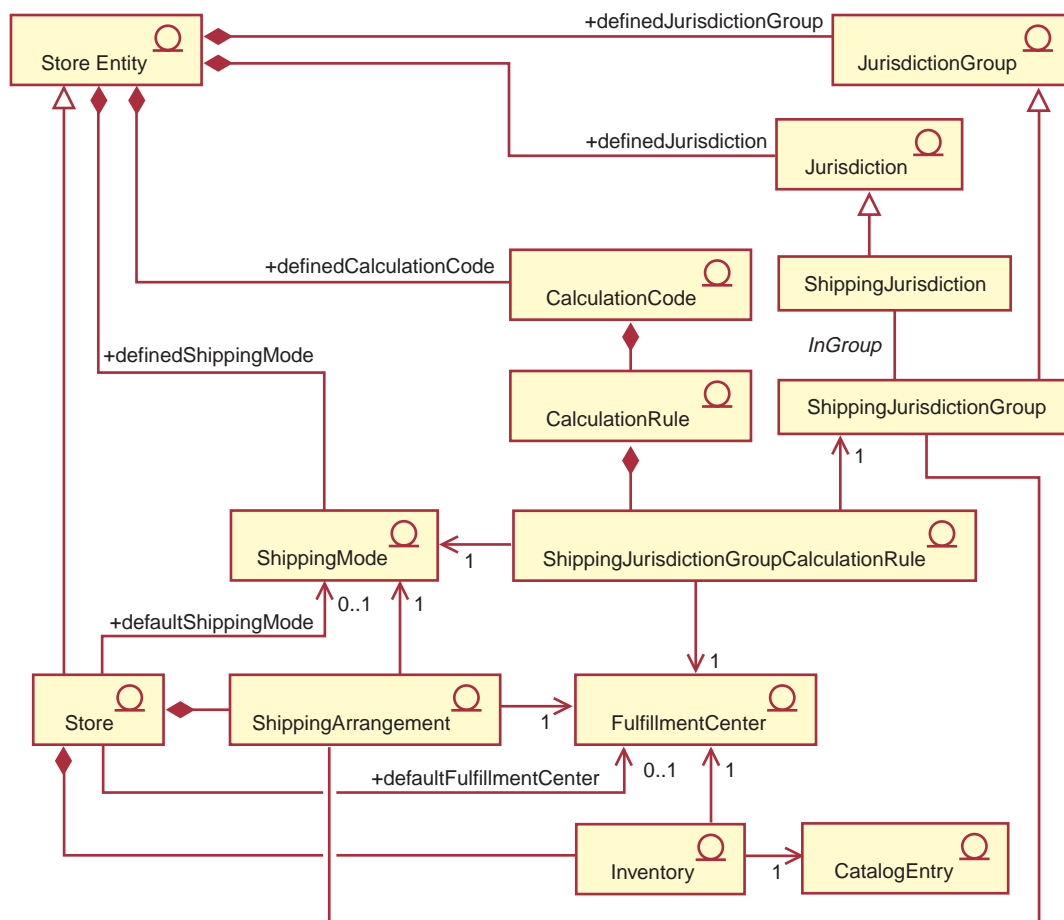 +definedJurisdictionGroup
Store Entity
JurisdictionGroup
+definedJurisdiction
Jurisdiction
+definedCalculationCode
CalculationCode
ShippingJurisdiction
InGroup
+definedShippingMode
CalculationRule
ShippingJurisdictionGroup
1
ShippingMode
1
ShippingJurisdictionGroupCalculationRule
0..1
1
+defaultShippingMode
1
Store
ShippingArrangement
1
FulfillmentCenter
+defaultFulfillmentCenter
0..1
1
Inventory
1
CatalogEntry